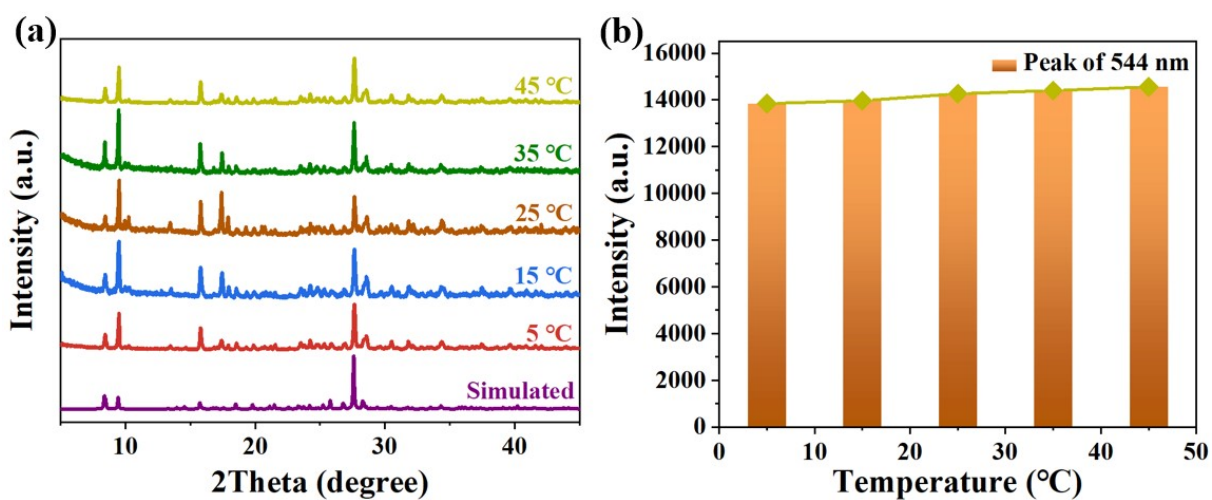 (a)
45 °C
35 °C
25 °C
15 °C
5 °C
Simulated
Intensity (a.u.)
10
20
30
40
2Theta (degree)
(b)
Peak of 544 nm
16000
14000
12000
10000
8000
6000
4000
2000
0
Intensity (a.u.)
0
10
20
30
40
50
Temperature (°C)